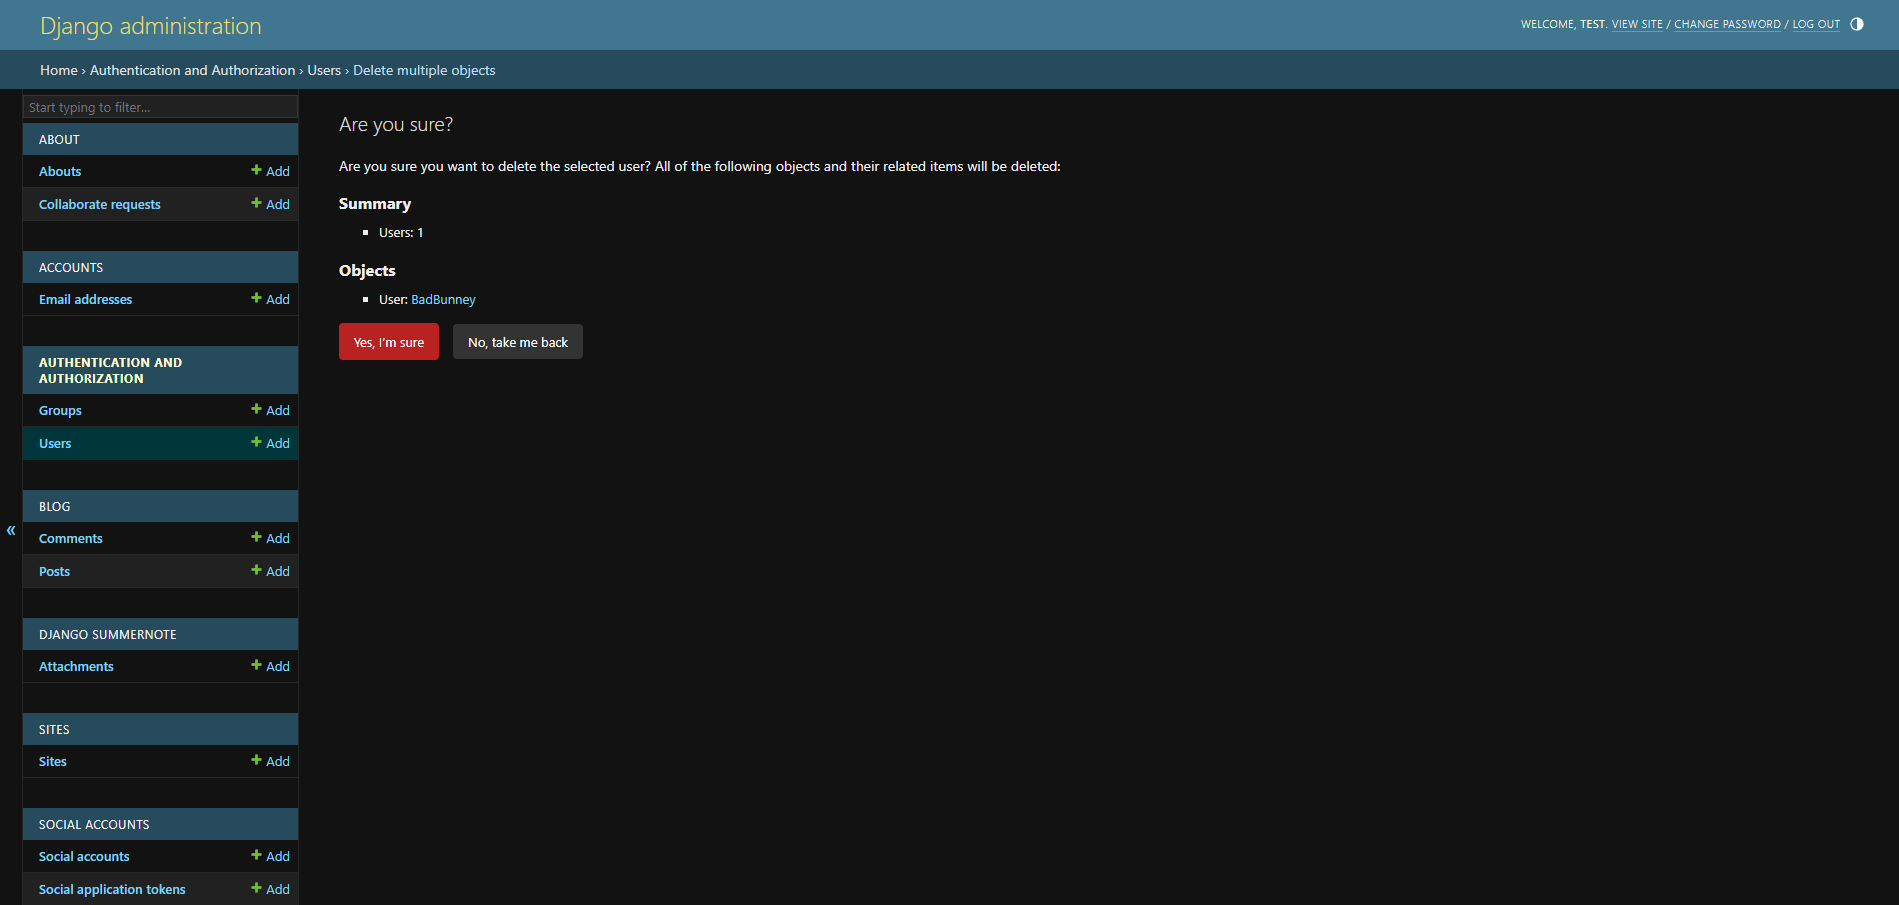 Django administration
WELCOME, TEST. VIEW SITE / CHANGE PASSWORD / LOG OUT
Home › Authentication and Authorization › Users › Delete multiple objects
Start typing to filter...
ABOUT
Abouts Add
Collaborate requests Add
ACCOUNTS
Email addresses Add
AUTHENTICATION AND
AUTHORIZATION
Groups Add
Users Add
BLOG
Comments Add
Posts Add
DJANGO SUMMERNOTE
Attachments Add
SITES
Sites Add
SOCIAL ACCOUNTS
Social accounts Add
Social application tokens Add
«
Are you sure?
Are you sure you want to delete the selected user? All of the following objects and their related items will be deleted:
Summary
Users: 1
Objects
User: BadBunney
Yes, I'm sure
No, take me back